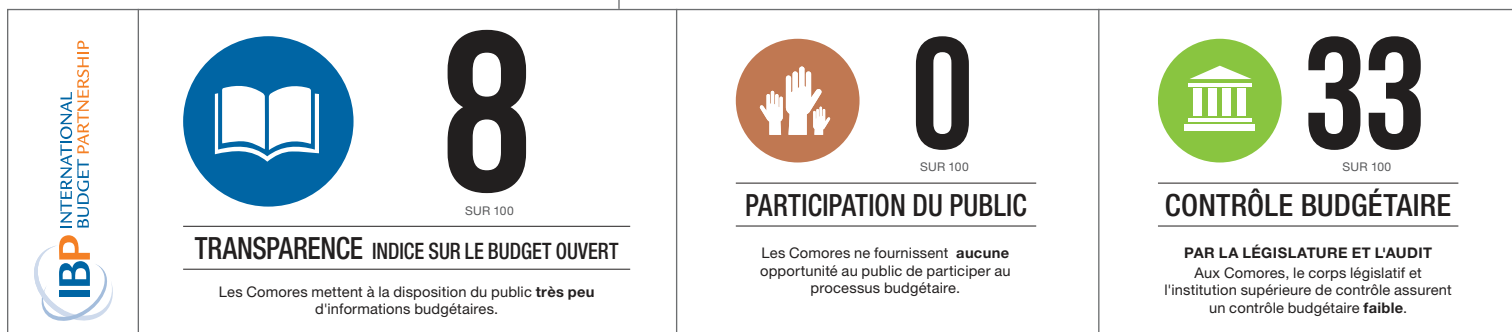 IBP INTERNATIONAL
BUDGET PARTNERSHIP
8
SUR 100
TRANSPARENCE INDICE SUR LE BUDGET OUVERT
Les Comores mettent à la disposition du public très peu
d'informations budgétaires.
0
SUR 100
PARTICIPATION DU PUBLIC
Les Comores ne fournissent aucune
opportunité au public de participer au
processus budgétaire.
33
SUR 100
CONTRÔLE BUDGÉTAIRE
PAR LA LÉGISLATURE ET L'AUDIT
Aux Comores, le corps législatif et
l'institution supérieure de contrôle assurent
un contrôle budgétaire faible.